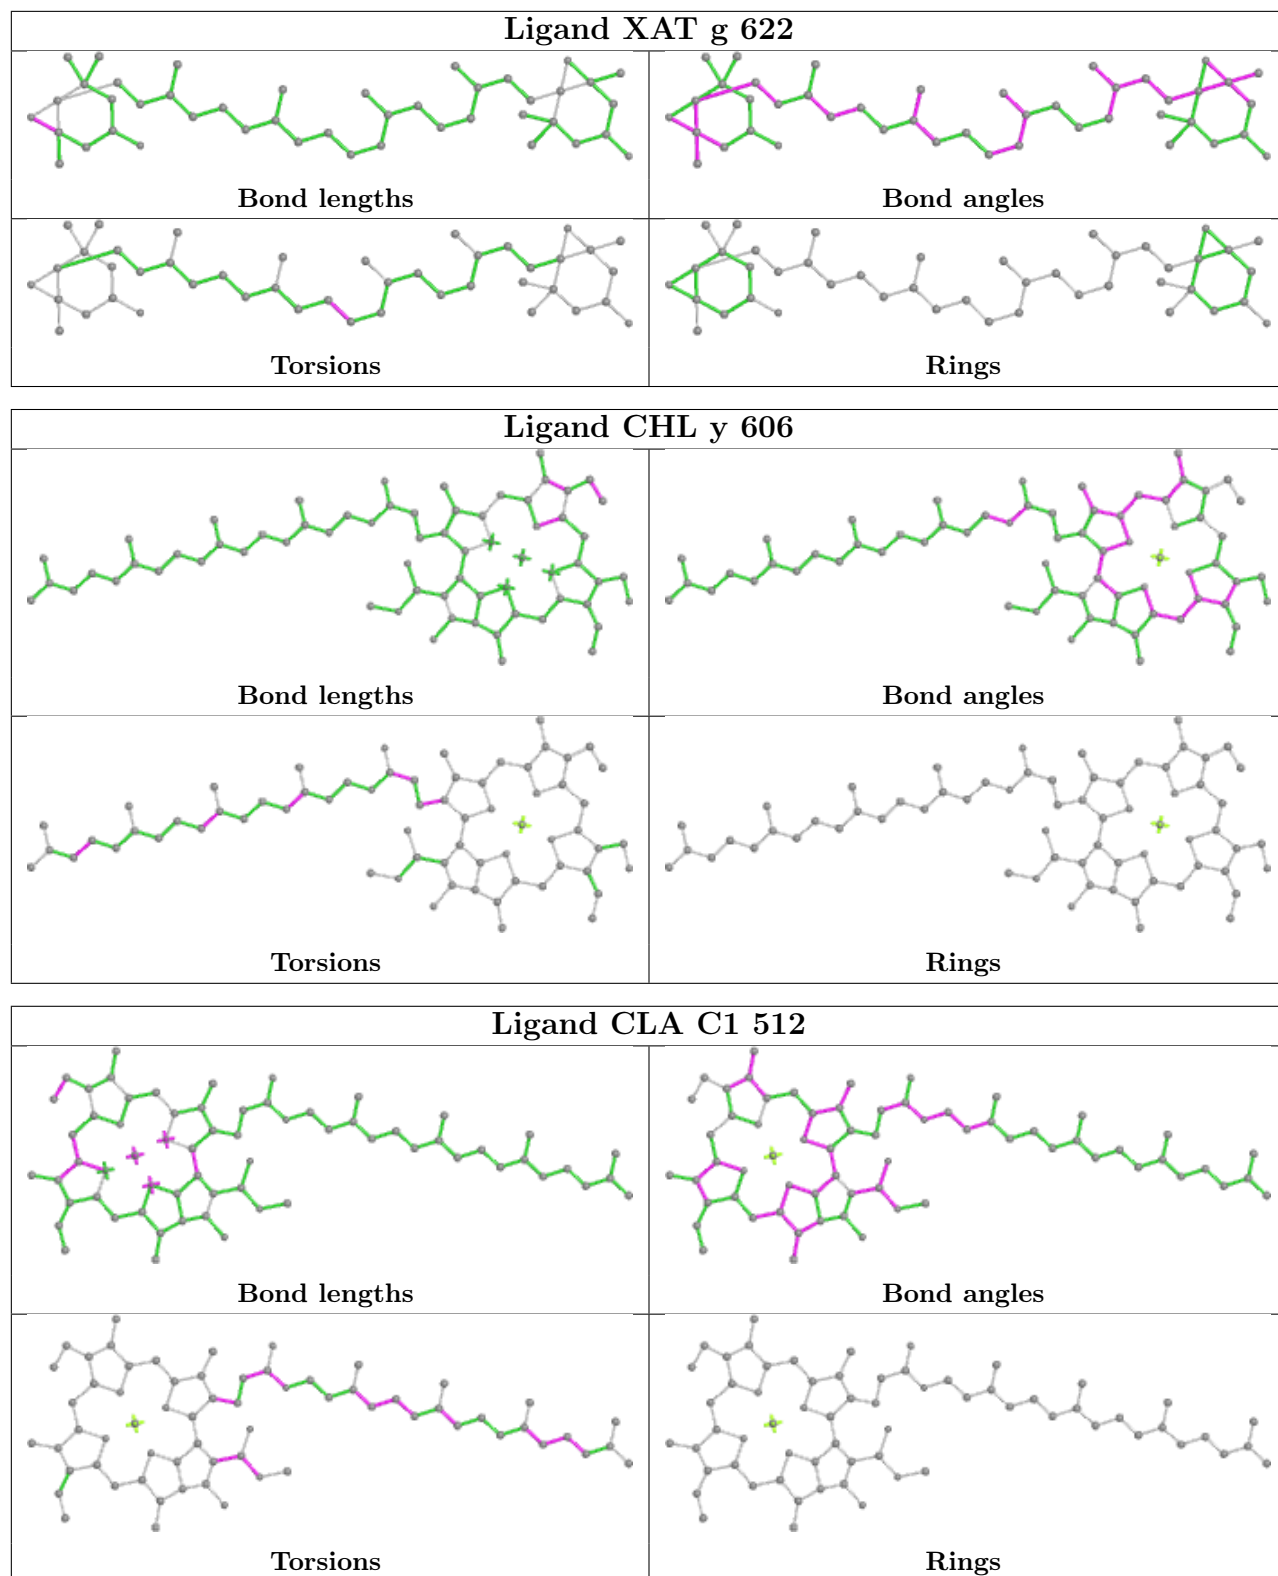 Ligand XAT g 622
Bond lengths
Bond angles
Torsions
Rings
Ligand CHL y 606
Bond lengths
Bond angles
Torsions
Rings
Ligand CLA C1 512
Bond lengths
Bond angles
Torsions
Rings